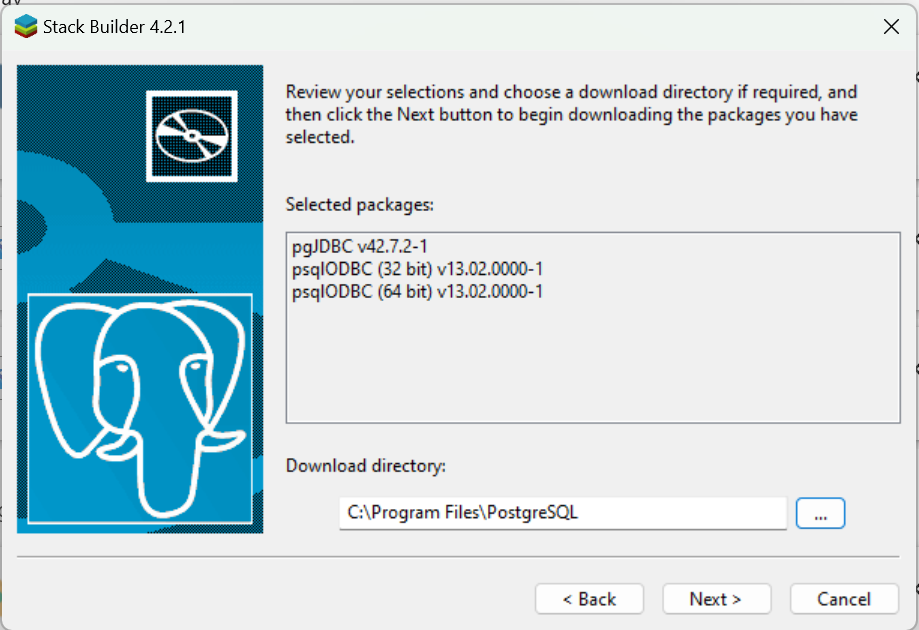 Stack Builder 4.2.1
Review your selections and choose a download directory if required, and
then click the Next button to begin downloading the packages you have
selected.
Selected packages:
pgJDBC v42.7.2-1
psqlODBC (32 bit) v13.02.0000-1
psqlODBC (64 bit) v13.02.0000-1
Download directory:
C:\Program Files\PostgreSQL
...
< Back
Next >
Cancel